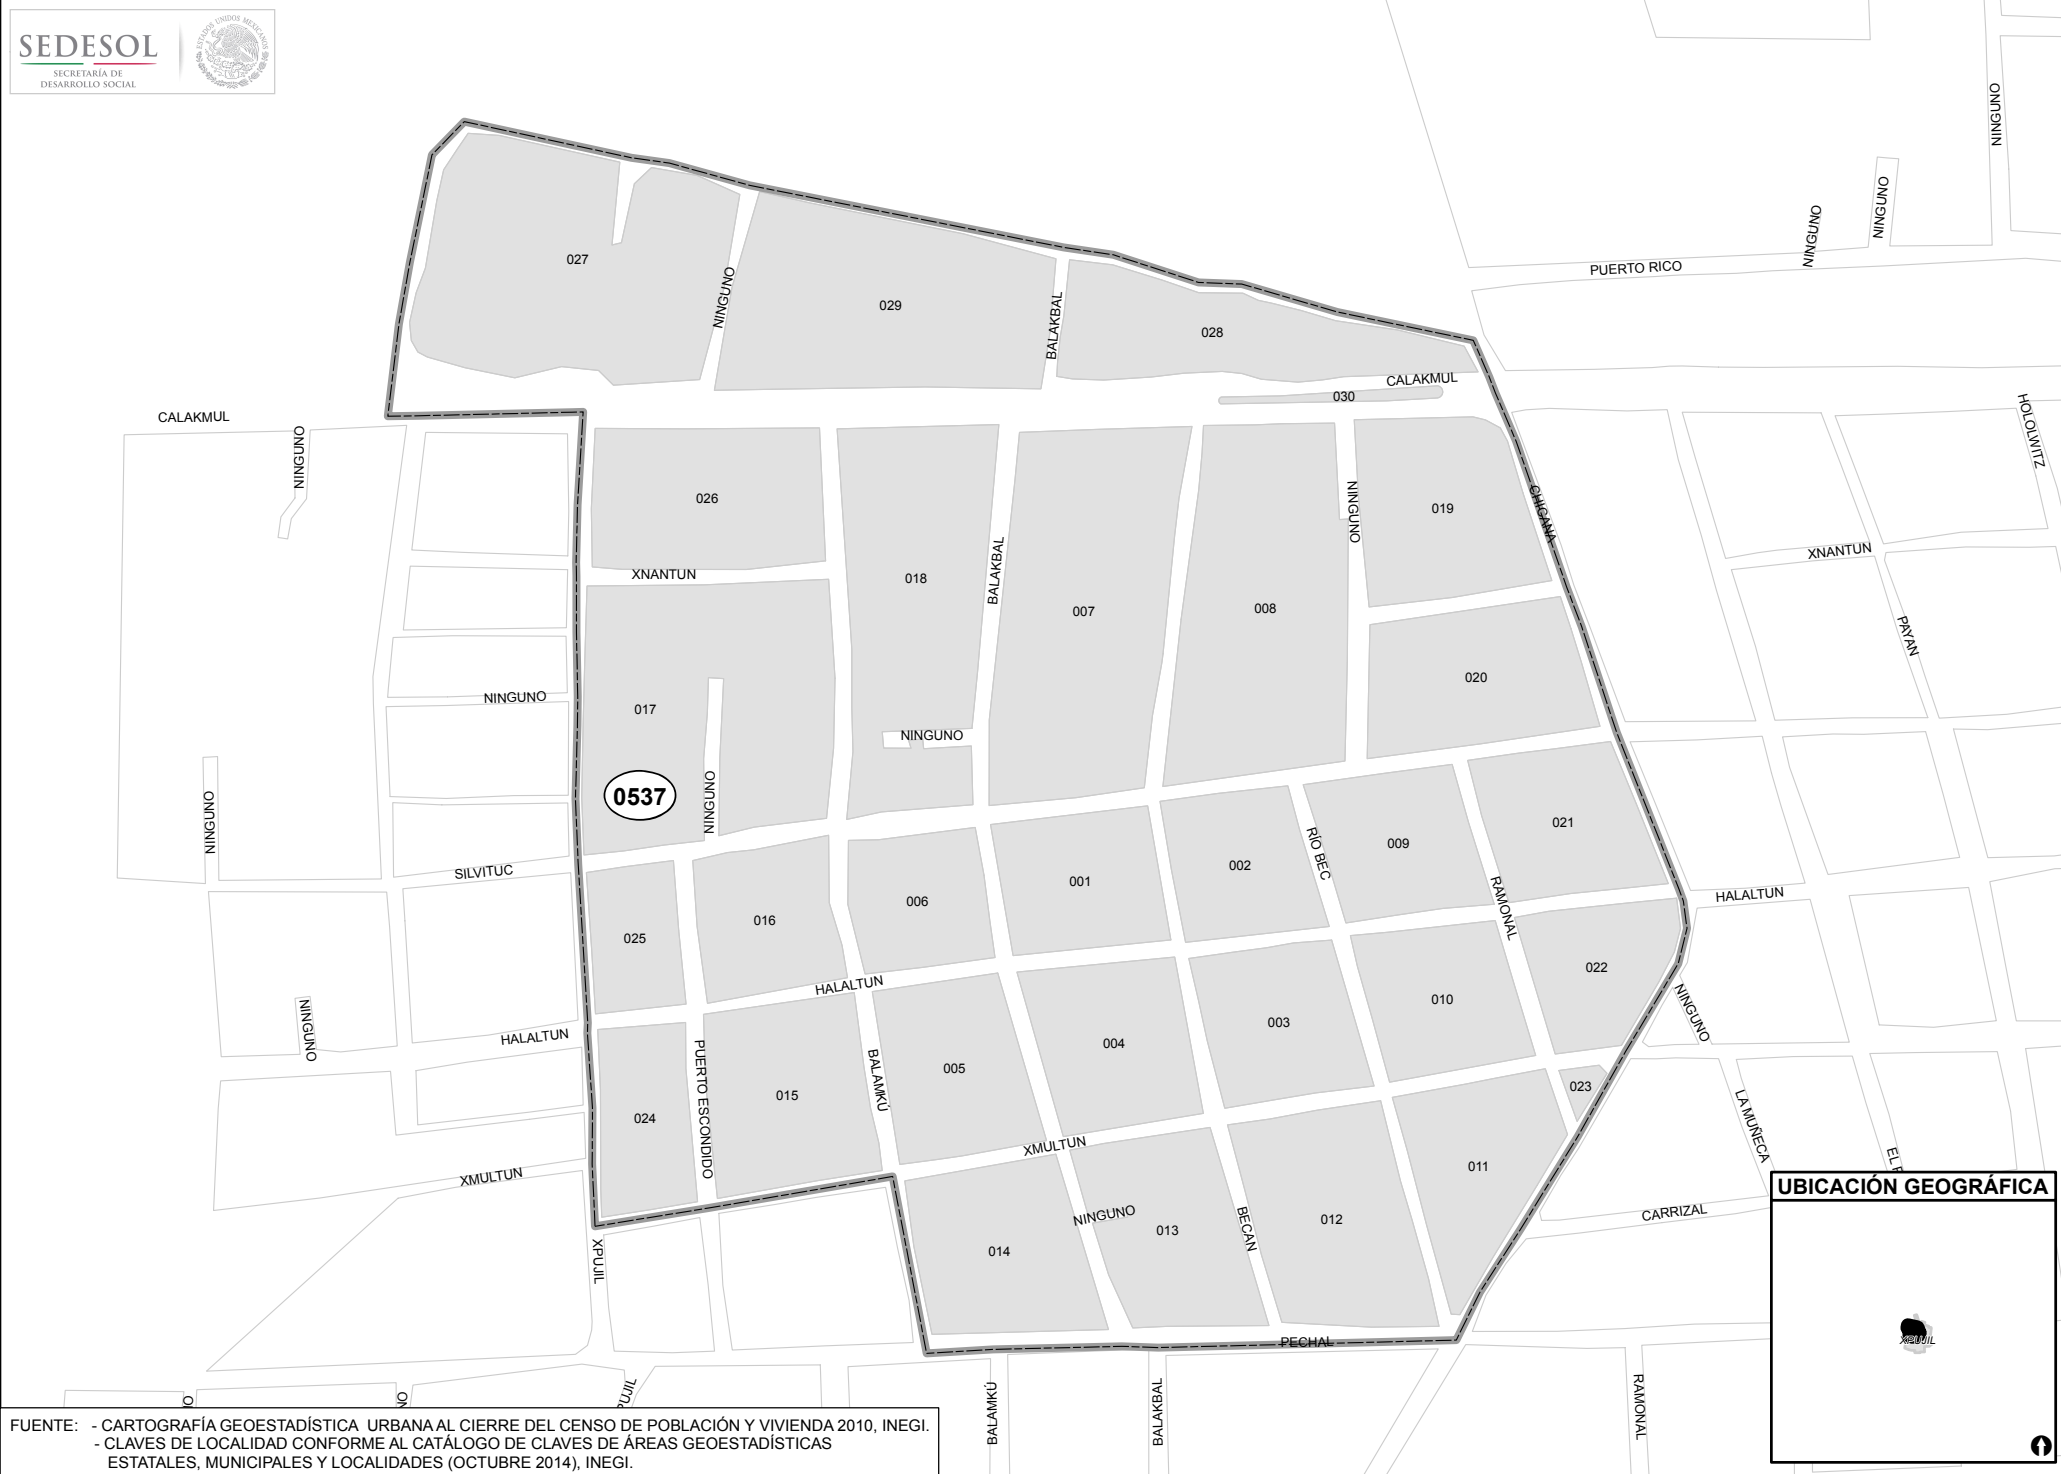 SEDESOL
SECRETARÍA DE
DESARROLLO SOCIAL
ESTADOS UNIDOS MEXICANOS
NINGUNO
NINGUNO
NINGUNO
PUERTO RICO
027
NINGUNO
029
BALAKBAL
028
CALAKMUL
030
CALAKMUL
NINGUNO
HOLOLWITZ
026
018
BALAKBAL
007
008
NINGUNO
019
CHICANA
XNANTUN
XNANTUN
PAYAN
020
NINGUNO
017
NINGUNO
0537
NINGUNO
NINGUNO
SILVITUC
025
016
006
001
002
RÍO BEC
009
021
RAMONAL
HALALTUN
022
HALALTUN
NINGUNO
HALALTUN
024
PUERTO ESCONDIDO
015
BALAMKÚ
005
004
003
010
NINGUNO
023
LA MUÑECA
XMULTUN
XMULTUN
011
CARRIZAL
XPUJIL
014
NINGUNO
013
BECAN
012
PECHAL
BALAMKÚ
BALAKBAL
RAMONAL
UBICACIÓN GEOGRÁFICA
XPUJIL
FUENTE: - CARTOGRAFÍA GEOESTADÍSTICA URBANA AL CIERRE DEL CENSO DE POBLACIÓN Y VIVIENDA 2010, INEGI.
- CLAVES DE LOCALIDAD CONFORME AL CATÁLOGO DE CLAVES DE ÁREAS GEOESTADÍSTICAS
ESTATALES, MUNICIPALES Y LOCALIDADES (OCTUBRE 2014), INEGI.